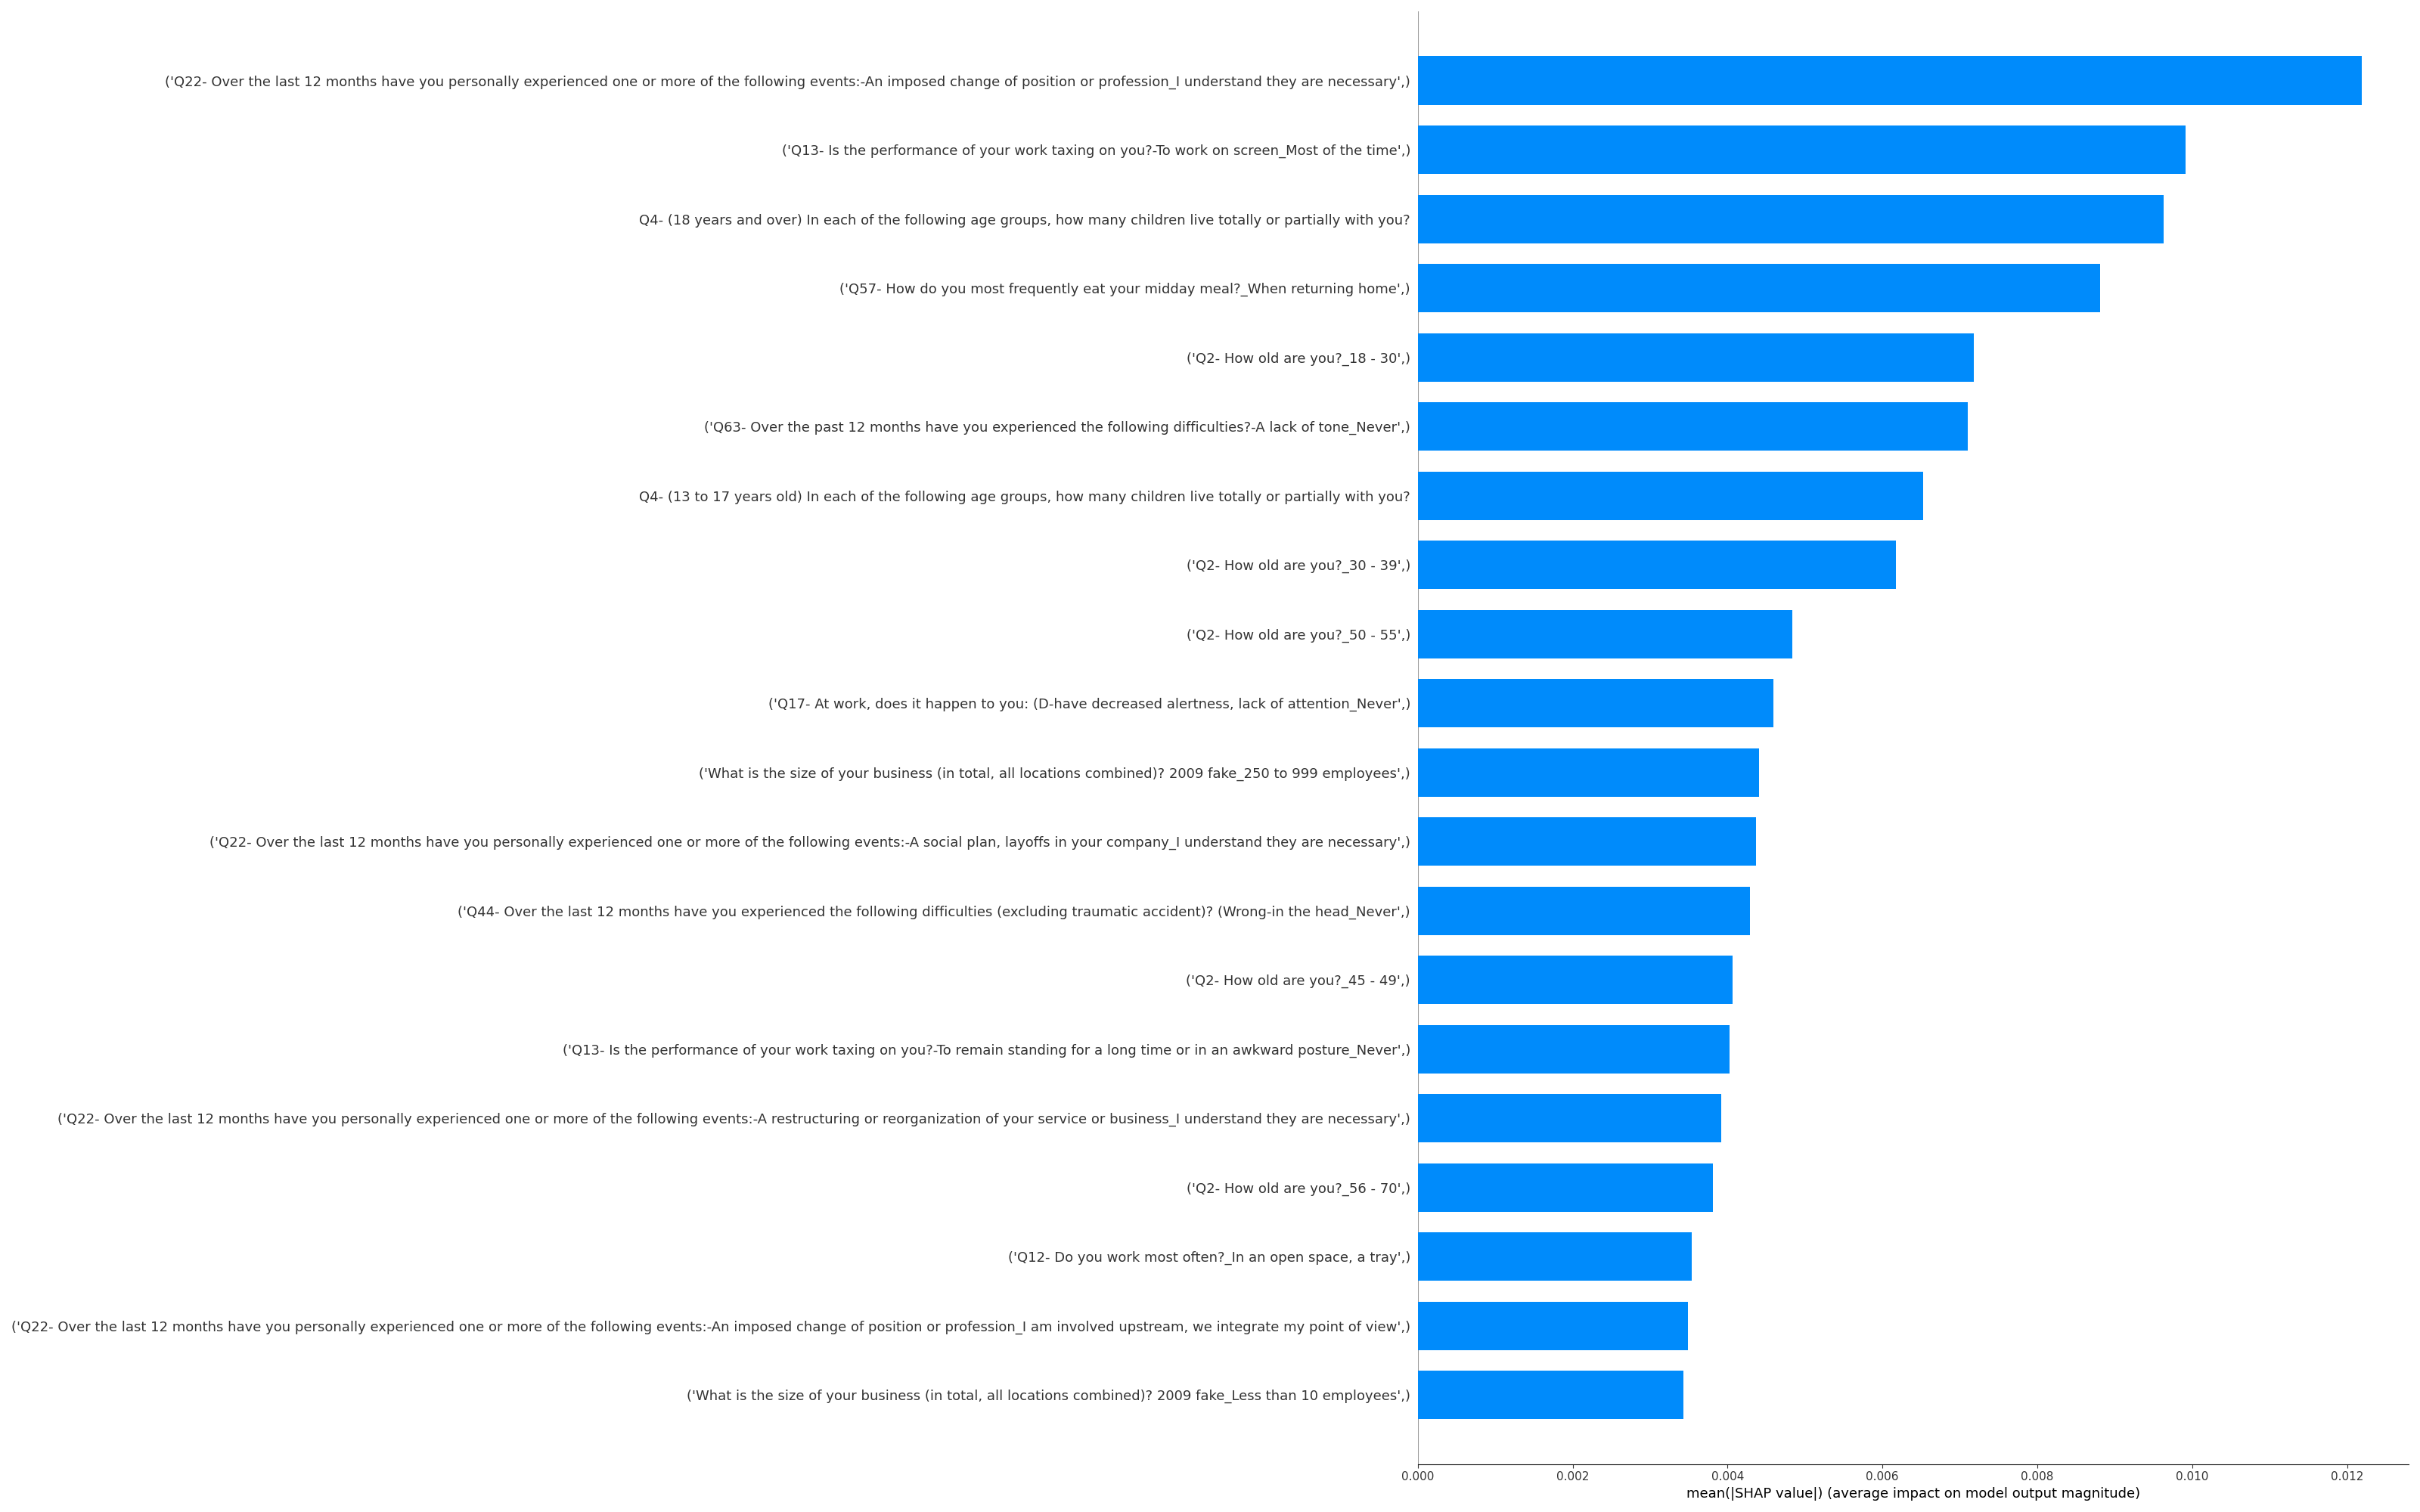 ('Q22- Over the last 12 months have you personally experienced one or more of the following events:-An imposed change of position or profession_I understand they are necessary',)
('Q13- Is the performance of your work taxing on you?-To work on screen_Most of the time',)
Q4- (18 years and over) In each of the following age groups, how many children live totally or partially with you?
('Q57- How do you most frequently eat your midday meal?_When returning home',)
('Q2- How old are you?_18 - 30',)
('Q63- Over the past 12 months have you experienced the following difficulties?-A lack of tone_Never',)
Q4- (13 to 17 years old) In each of the following age groups, how many children live totally or partially with you?
('Q2- How old are you?_30 - 39',)
('Q2- How old are you?_50 - 55',)
('Q17- At work, does it happen to you: (D-have decreased alertness, lack of attention_Never',)
('What is the size of your business (in total, all locations combined)? 2009 fake_250 to 999 employees',)
('Q22- Over the last 12 months have you personally experienced one or more of the following events:-A social plan, layoffs in your company_I understand they are necessary',)
('Q44- Over the last 12 months have you experienced the following difficulties (excluding traumatic accident)? (Wrong-in the head_Never',)
('Q2- How old are you?_45 - 49',)
('Q13- Is the performance of your work taxing on you?-To remain standing for a long time or in an awkward posture_Never',)
('Q22- Over the last 12 months have you personally experienced one or more of the following events:-A restructuring or reorganization of your service or business_I understand they are necessary',)
('Q2- How old are you?_56 - 70',)
('Q12- Do you work most often?_In an open space, a tray',)
('Q22- Over the last 12 months have you personally experienced one or more of the following events:-An imposed change of position or profession_I am involved upstream, we integrate my point of view',)
('What is the size of your business (in total, all locations combined)? 2009 fake_Less than 10 employees',)
0.000 0.002 0.004 0.006 0.008 0.010 0.012
mean(|SHAP value|) (average impact on model output magnitude)